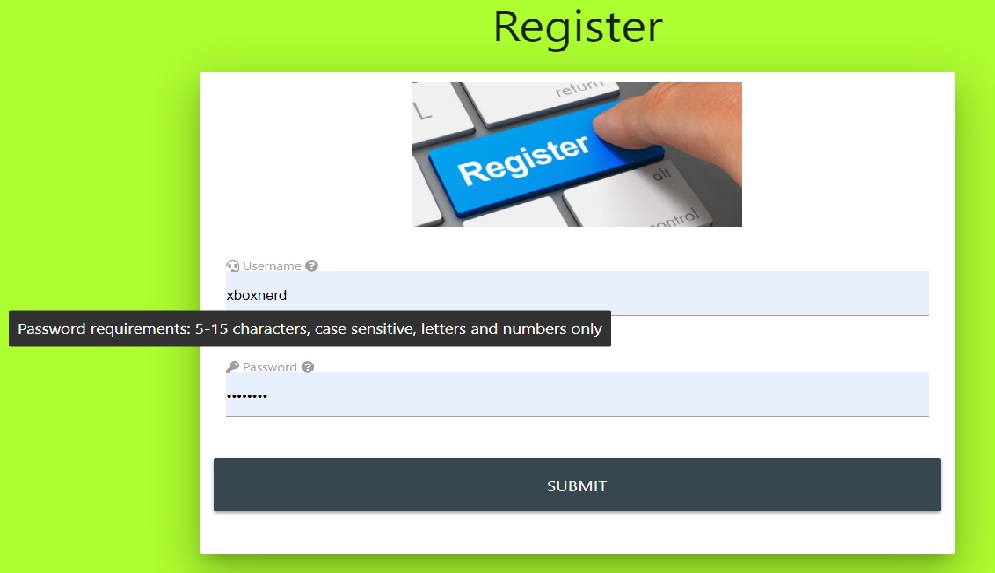 Register
return
L
Register
alt
control
Username
xboxnerd
Password requirements: 5-15 characters, case sensitive, letters and numbers only
Password
••••••••
SUBMIT